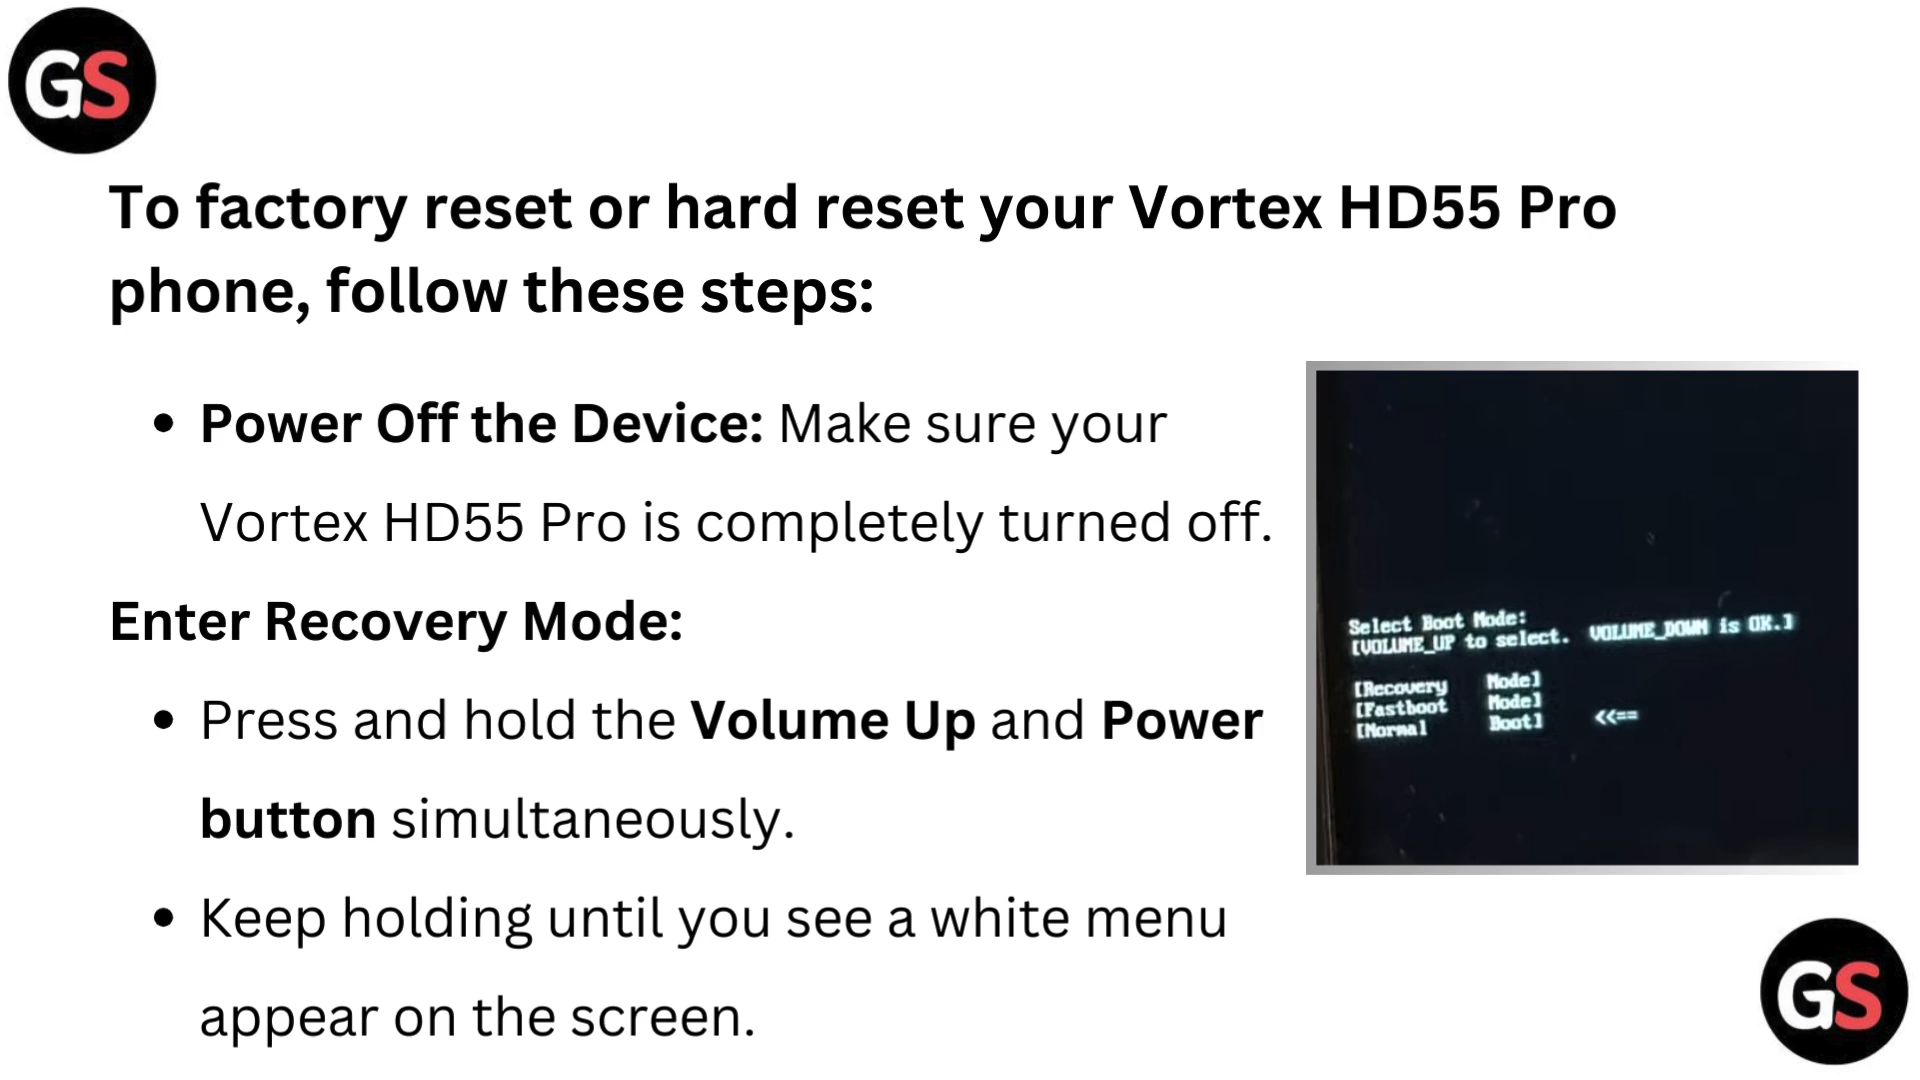 GS
To factory reset or hard reset your Vortex HD55 Pro
phone, follow these steps:
• Power Off the Device: Make sure your
Vortex HD55 Pro is completely turned off.
Enter Recovery Mode:
• Press and hold the Volume Up and Power
button simultaneously.
• Keep holding until you see a white menu
appear on the screen.
Select Boot Mode:
[VOLUME_UP to select. VOLUME_DOWN is OK.]
[Recovery Mode]
[Fastboot Mode]
[Normal Boot] <<==
GS